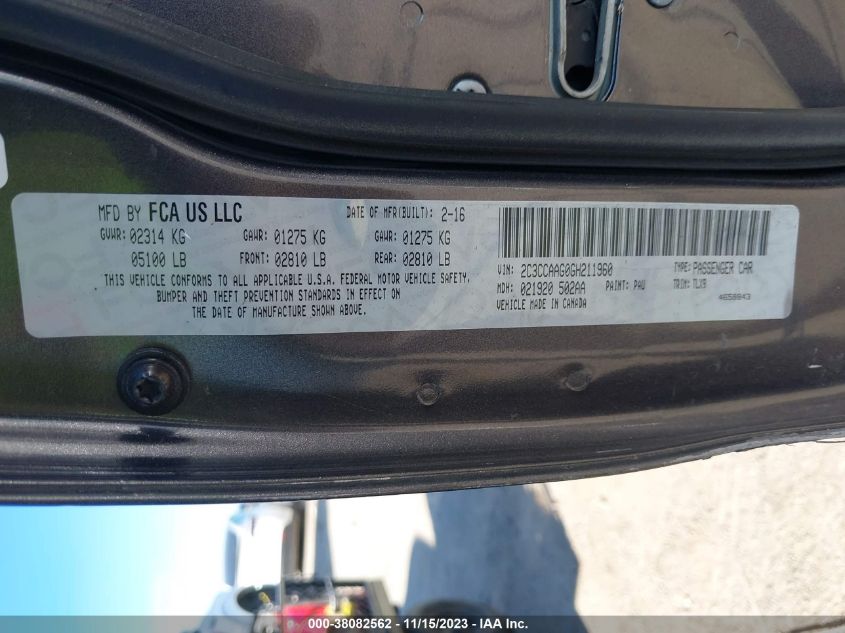 MFD BY FCA US LLC DATE OF MFR(BUILT): 2-16
GVWR: 02314 KG GAWR: 01275 KG GAWR: 01275 KG
05100 LB FRONT: 02810 LB REAR: 02810 LB
THIS VEHICLE CONFORMS TO ALL APPLICABLE U.S.A. FEDERAL MOTOR VEHICLE SAFETY,
BUMPER AND THEFT PREVENTION STANDARDS IN EFFECT ON
THE DATE OF MANUFACTURE SHOWN ABOVE.
VIN: 2C3CCAAG0GH211960 TYPE: PASSENGER CAR
MDH: 021920 502AA PAINT: PAU TRIM: TLX9
VEHICLE MADE IN CANADA 4658843
000-38082562 - 11/15/2023 - IAA Inc.